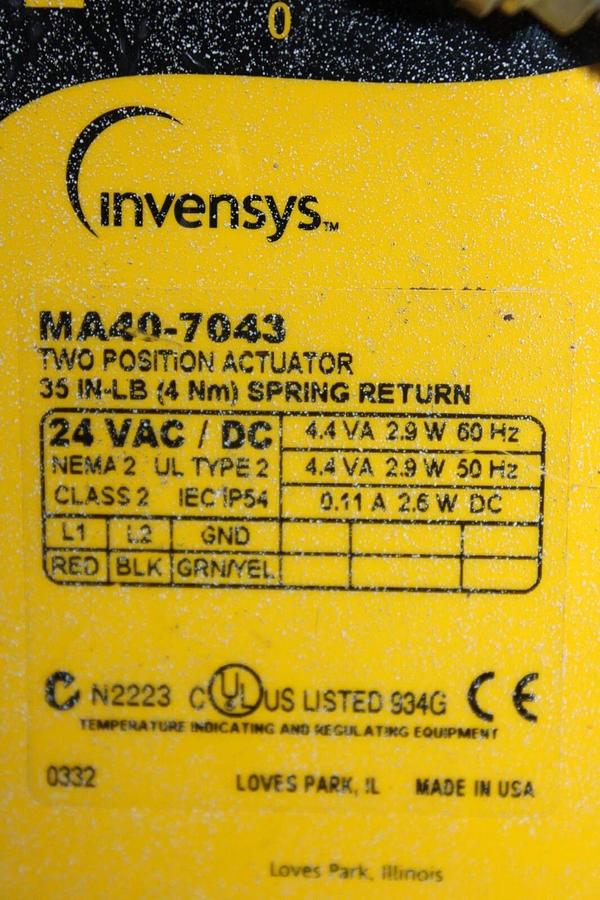 0
invensys™
MA40-7043
TWO POSITION ACTUATOR
35 IN-LB (4 Nm) SPRING RETURN
24 VAC / DC
4.4 VA 2.9 W 60 Hz
NEMA 2 UL TYPE 2
4.4 VA 2.9 W 50 Hz
CLASS 2 IEC IP54
0.11 A 2.6 W DC
L1 L2 GND
RED BLK GRN/YEL
C N2223 C UL US LISTED 934G CE
TEMPERATURE INDICATING AND REGULATING EQUIPMENT
0332 LOVES PARK, IL MADE IN USA
Loves Park, Illinois